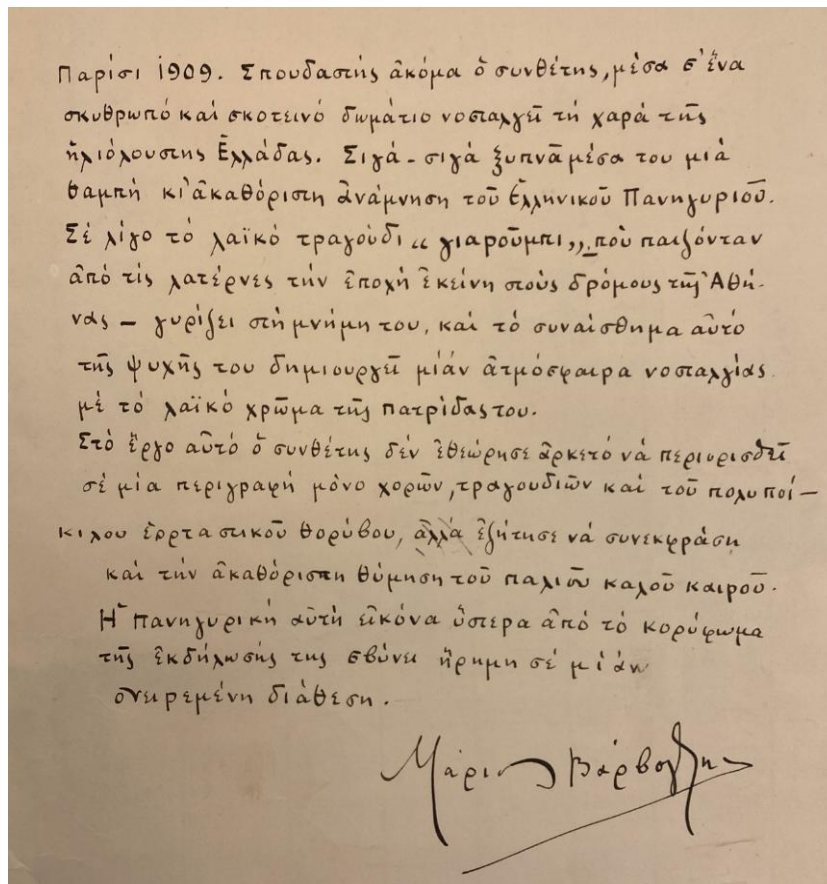 Παρίσι 1909. Σπουδαστής ἀκόμα ὁ συνθέτης, μέσα σ' ἕνα
σκυθρωπό καί σκοτεινό δωμάτιο νοσταλγεῖ τή χαρά τῆς
ἡλιόλουστης Ἑλλάδας. Σιγά - σιγά ξυπνᾶ μέσα του μιά
θαμπή κι' ἀκαθόριστη ἀνάμνηση τοῦ Ἑλληνικοῦ Πανηγυριοῦ.
Σέ λίγο τό λαϊκό τραγοῦδι „γιαροῦμπι„ πού παιζόνταν
ἀπό τίς λατέρνες τήν ἐποχή ἐκείνη στούς δρόμους τῆς Ἀθή-
νας – γυρίζει στή μνήμη του, καί τό συναίσθημα αὐτό
τῆς ψυχῆς του δημιουργεῖ μιάν ἀτμόσφαιρα νοσταλγίας
μέ τό λαϊκό χρῶμα τῆς πατρίδας του.
Στό ἔργο αὐτό ὁ συνθέτης δέν ἐθεώρησε ἀρκετό νά περιορισθεῖ
σέ μία περιγραφή μόνο χορῶν, τραγουδιῶν καί τοῦ πολυποί-
κιλου ἑορταστικοῦ θορύβου, ἀλλά ἐζήτησε νά συνεκφράση
καί τήν ἀκαθόριστη θύμηση τοῦ παλιοῦ καλοῦ καιροῦ.
Ἡ πανηγυρική αὐτή εἰκόνα ὕστερα ἀπό τό κορύφωμα
τῆς ἐκδήλωσής της σβύνει ἤρημη σέ μιάν
ὀνειρεμένη διάθεση.
Μάριος Βάρβογλης